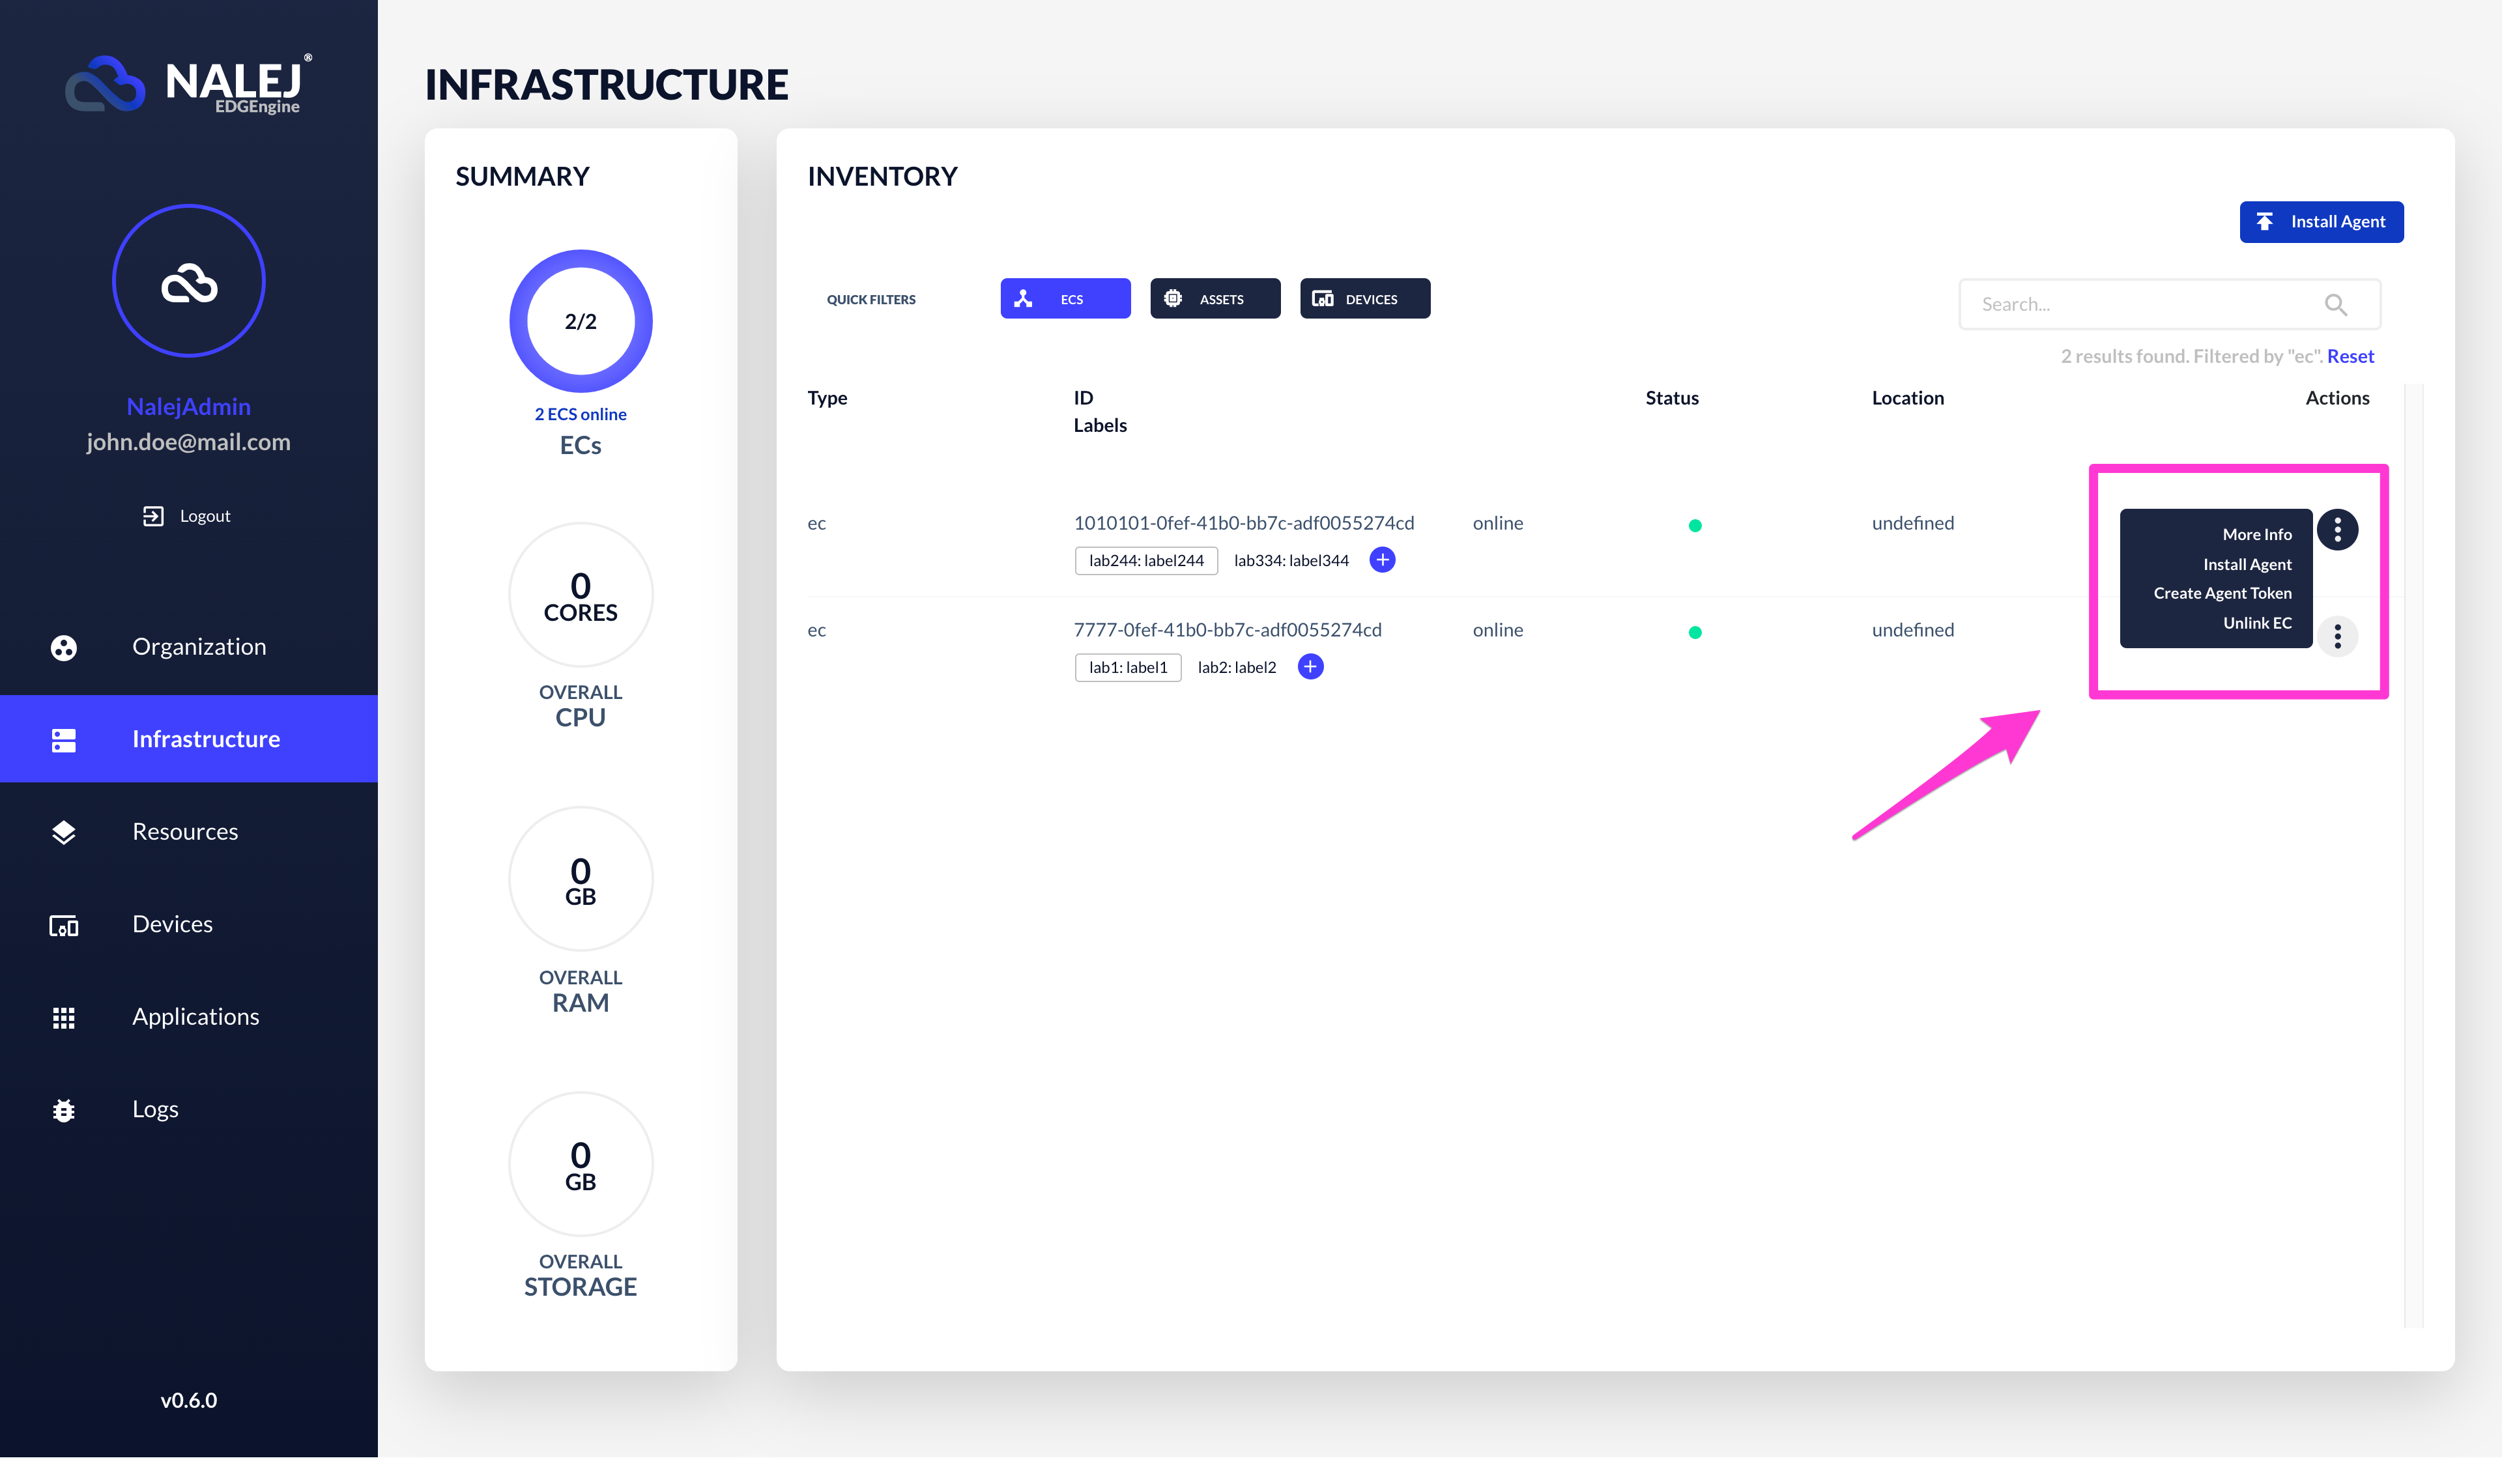 NALEJ®
EDGEngine
NalejAdmin
john.doe@mail.com
Logout
Organization
Infrastructure
Resources
Devices
Applications
Logs
v0.6.0
INFRASTRUCTURE
SUMMARY
2/2
2 ECS online
ECs
0
CORES
OVERALL
CPU
0
GB
OVERALL
RAM
0
GB
OVERALL
STORAGE
INVENTORY
Install Agent
QUICK FILTERS ECS ASSETS DEVICES
Search...
2 results found. Filtered by "ec". Reset
Type ID Status Location Actions
Labels
ec 1010101-0fef-41b0-bb7c-adf0055274cd online undefined
lab244: label244 lab334: label344
More Info
Install Agent
Create Agent Token
Unlink EC
ec 7777-0fef-41b0-bb7c-adf0055274cd online undefined
lab1: label1 lab2: label2